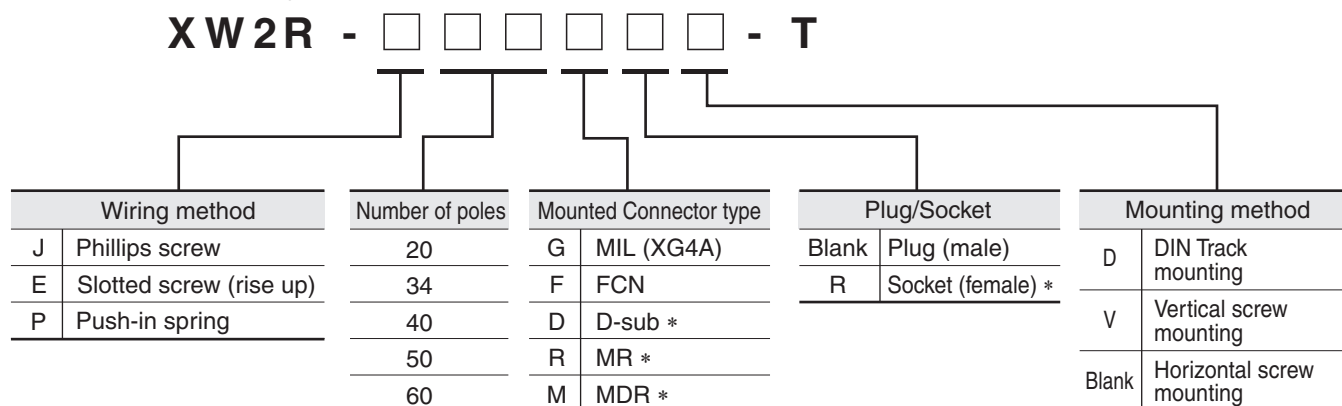 XW2R - □ □ □ □ □ □ - T
Wiring method
J Phillips screw
E Slotted screw (rise up)
P Push-in spring
Number of poles
20
34
40
50
60
Mounted Connector type
G MIL (XG4A)
F FCN
D D-sub *
R MR *
M MDR *
Plug/Socket
Blank Plug (male)
R Socket (female) *
Mounting method
D DIN Track
mounting
V Vertical screw
mounting
Blank Horizontal screw
mounting